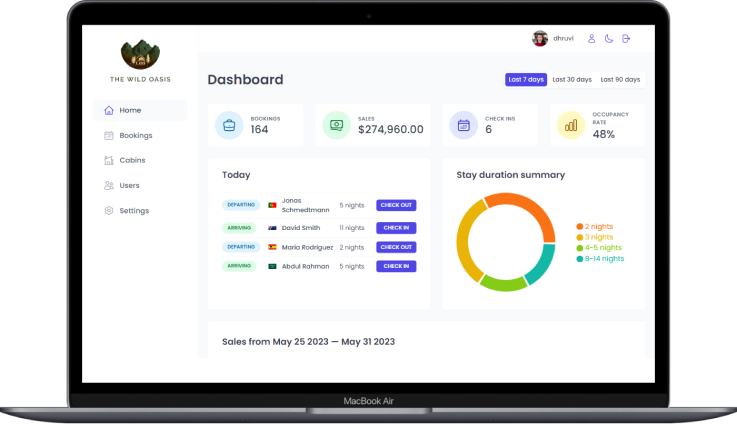 dhruvi
THE WILD OASIS
Home
Bookings
Cabins
Users
Settings
Dashboard
Last 7 days Last 30 days Last 90 days
BOOKINGS
164
SALES
$274,960.00
CHECK INS
6
OCCUPANCY
RATE
48%
Today
DEPARTING Jonas
Schmedtmann 5 nights CHECK OUT
ARRIVING David Smith 11 nights CHECK IN
DEPARTING Maria Rodriguez 2 nights CHECK OUT
ARRIVING Abdul Rahman 5 nights CHECK IN
Stay duration summary
2 nights
3 nights
4-5 nights
8-14 nights
Sales from May 25 2023 — May 31 2023
MacBook Air